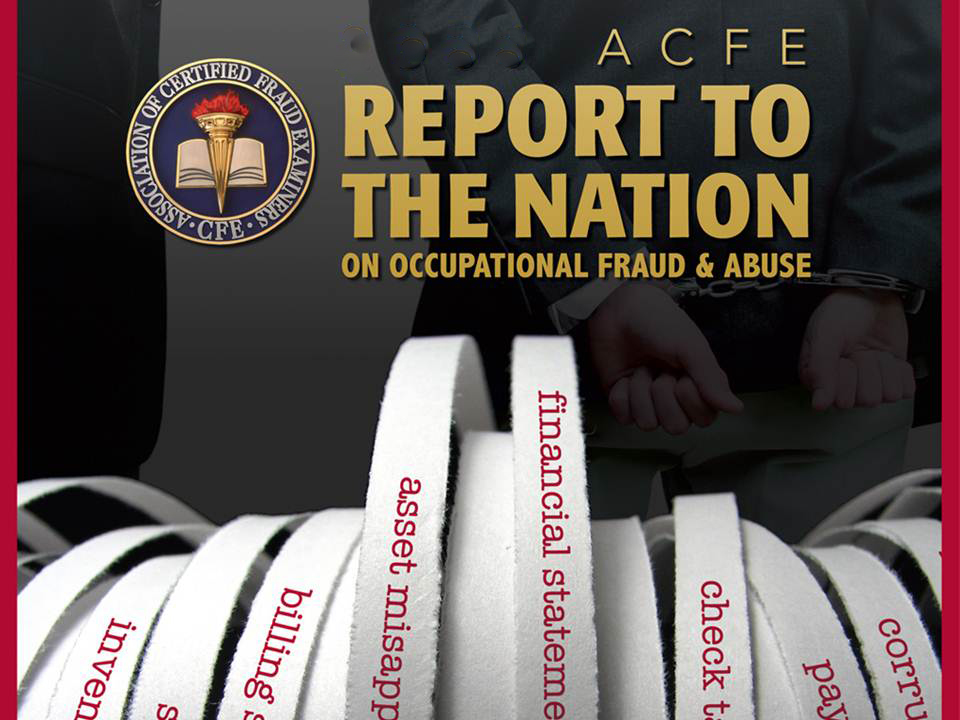 ACFE
REPORT TO
THE NATION
ON OCCUPATIONAL FRAUD & ABUSE
ASSOCIATION OF CERTIFIED FRAUD EXAMINERS
· CFE ·
inven
s
billing s
asset misapp
financial stateme
check ta
pay
corru